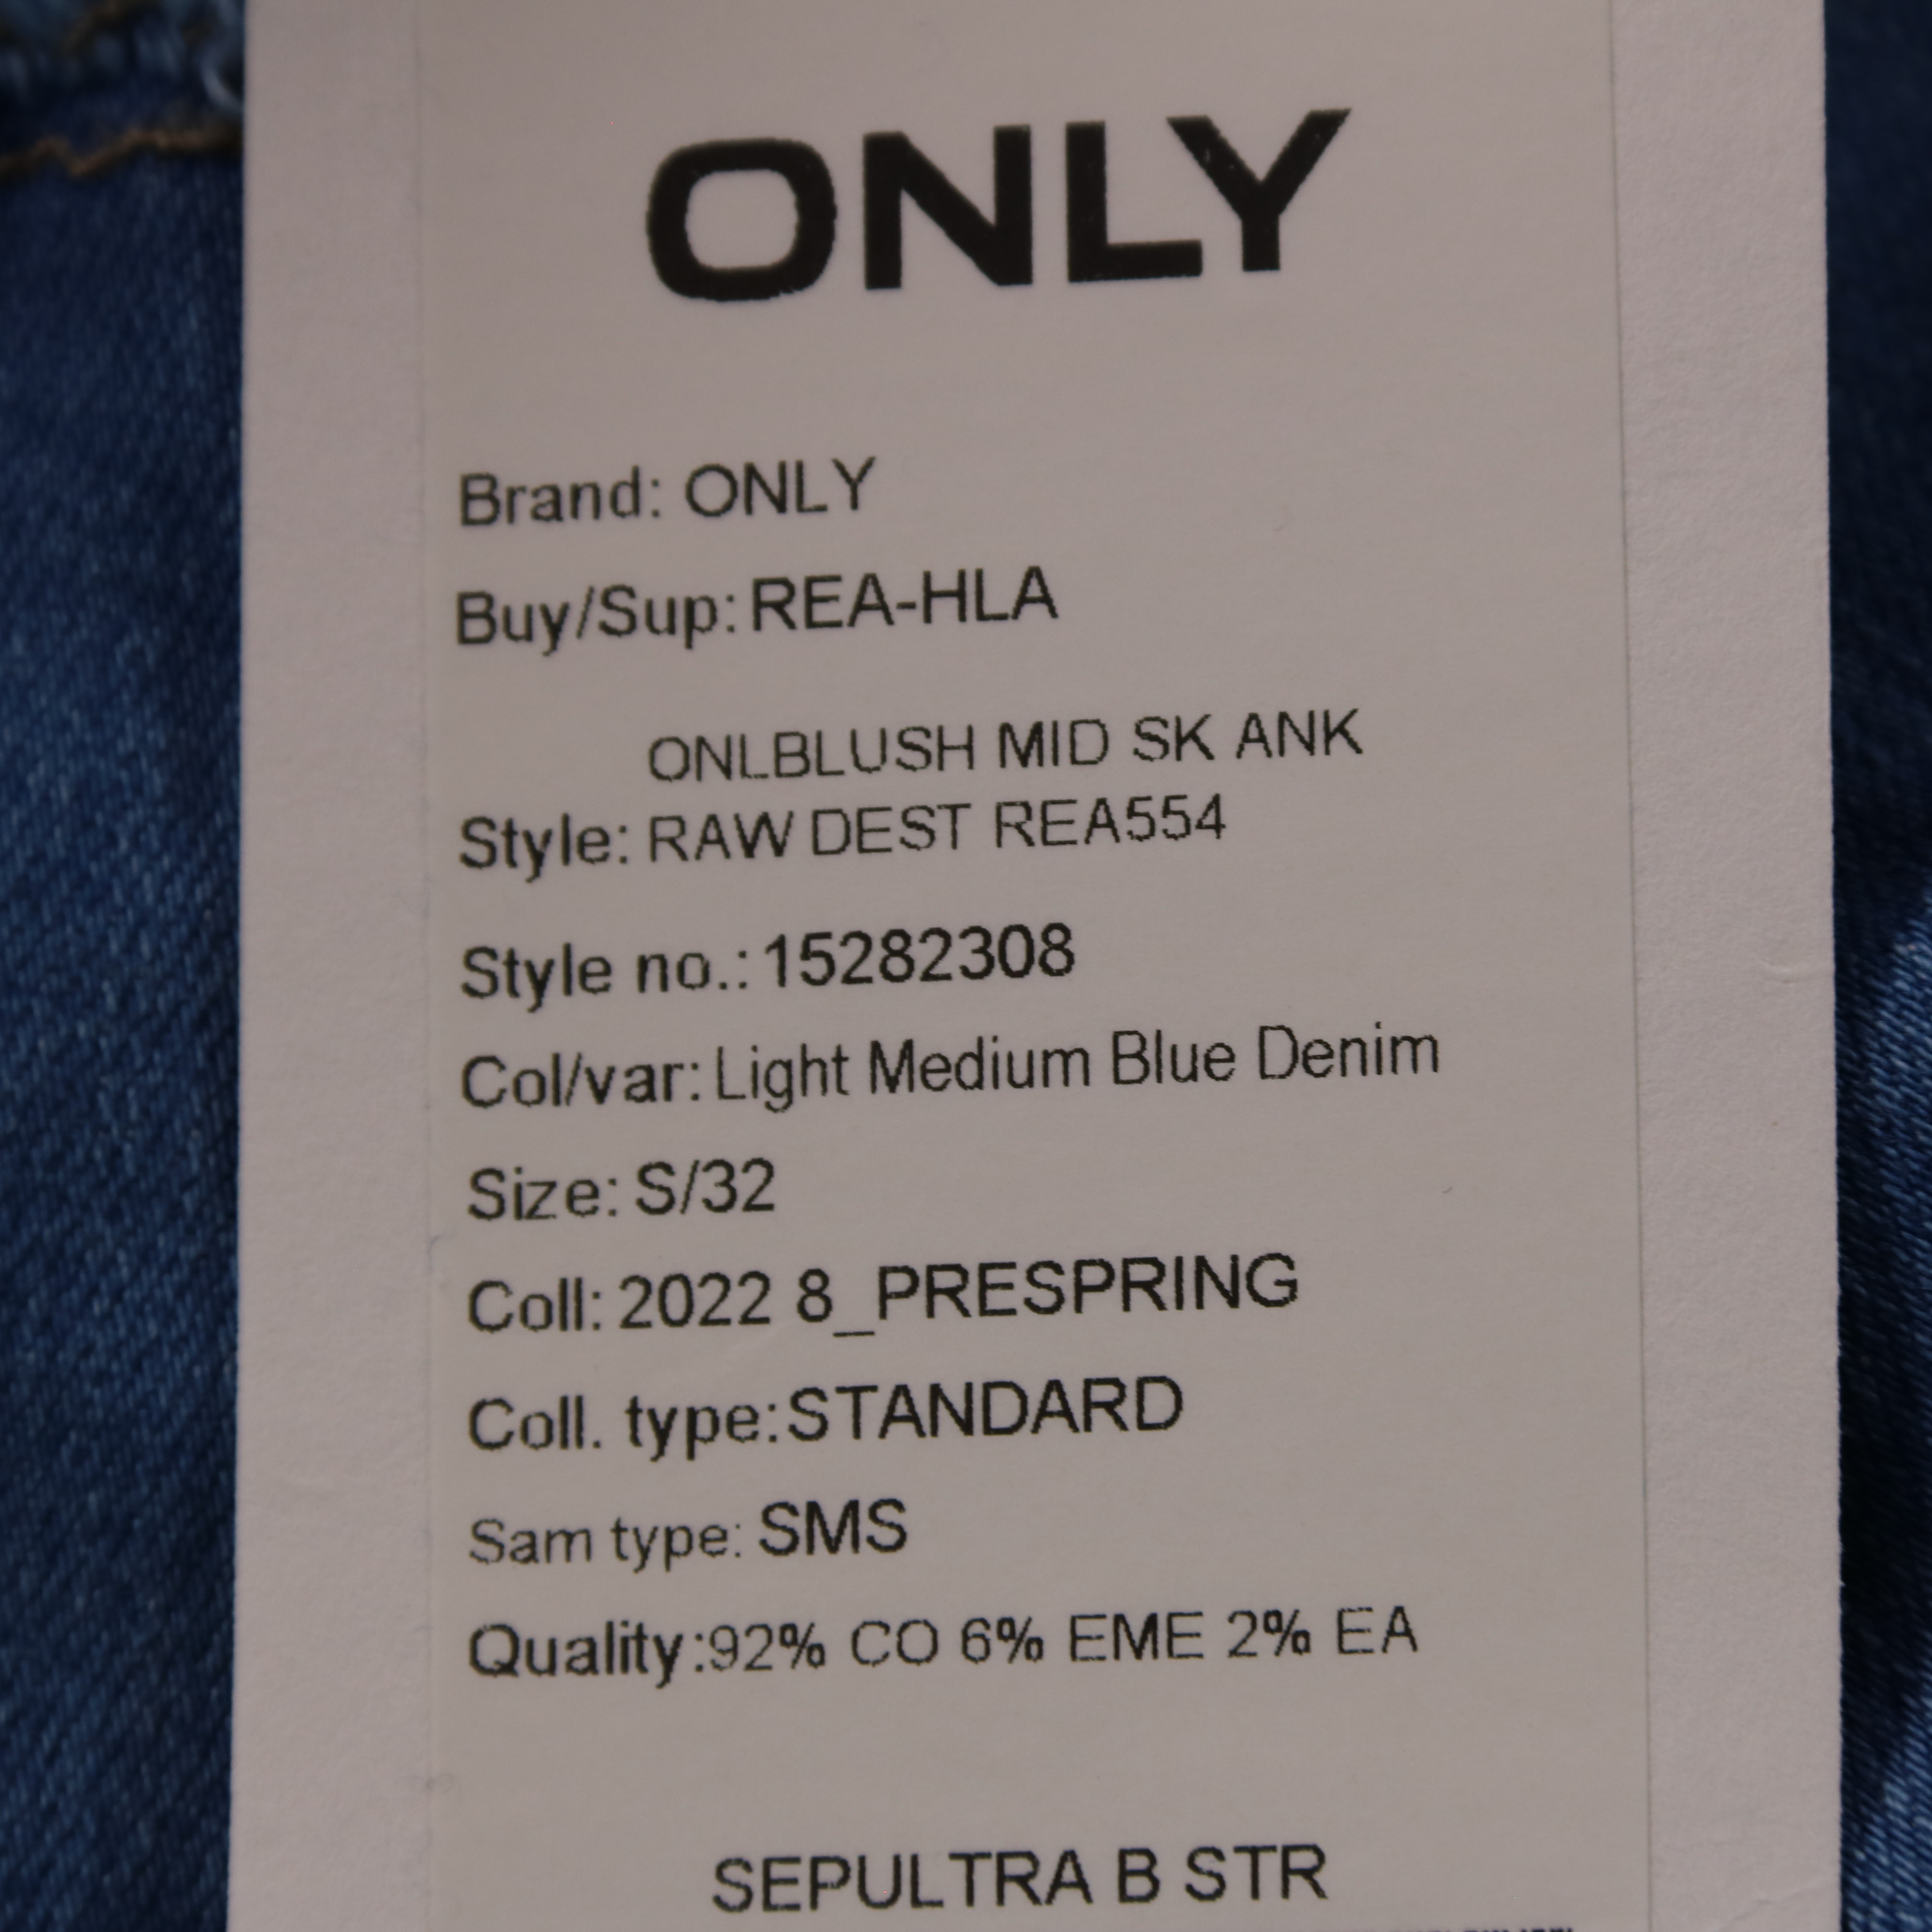 ONLY
Brand: ONLY
Buy/Sup: REA-HLA
ONLBLUSH MID SK ANK
Style: RAW DEST REA554
Style no.: 15282308
Col/var: Light Medium Blue Denim
Size: S/32
Coll: 2022 8_PRESPRING
Coll. type: STANDARD
Sam type: SMS
Quality:92% CO 6% EME 2% EA
SEPULTRA B STR